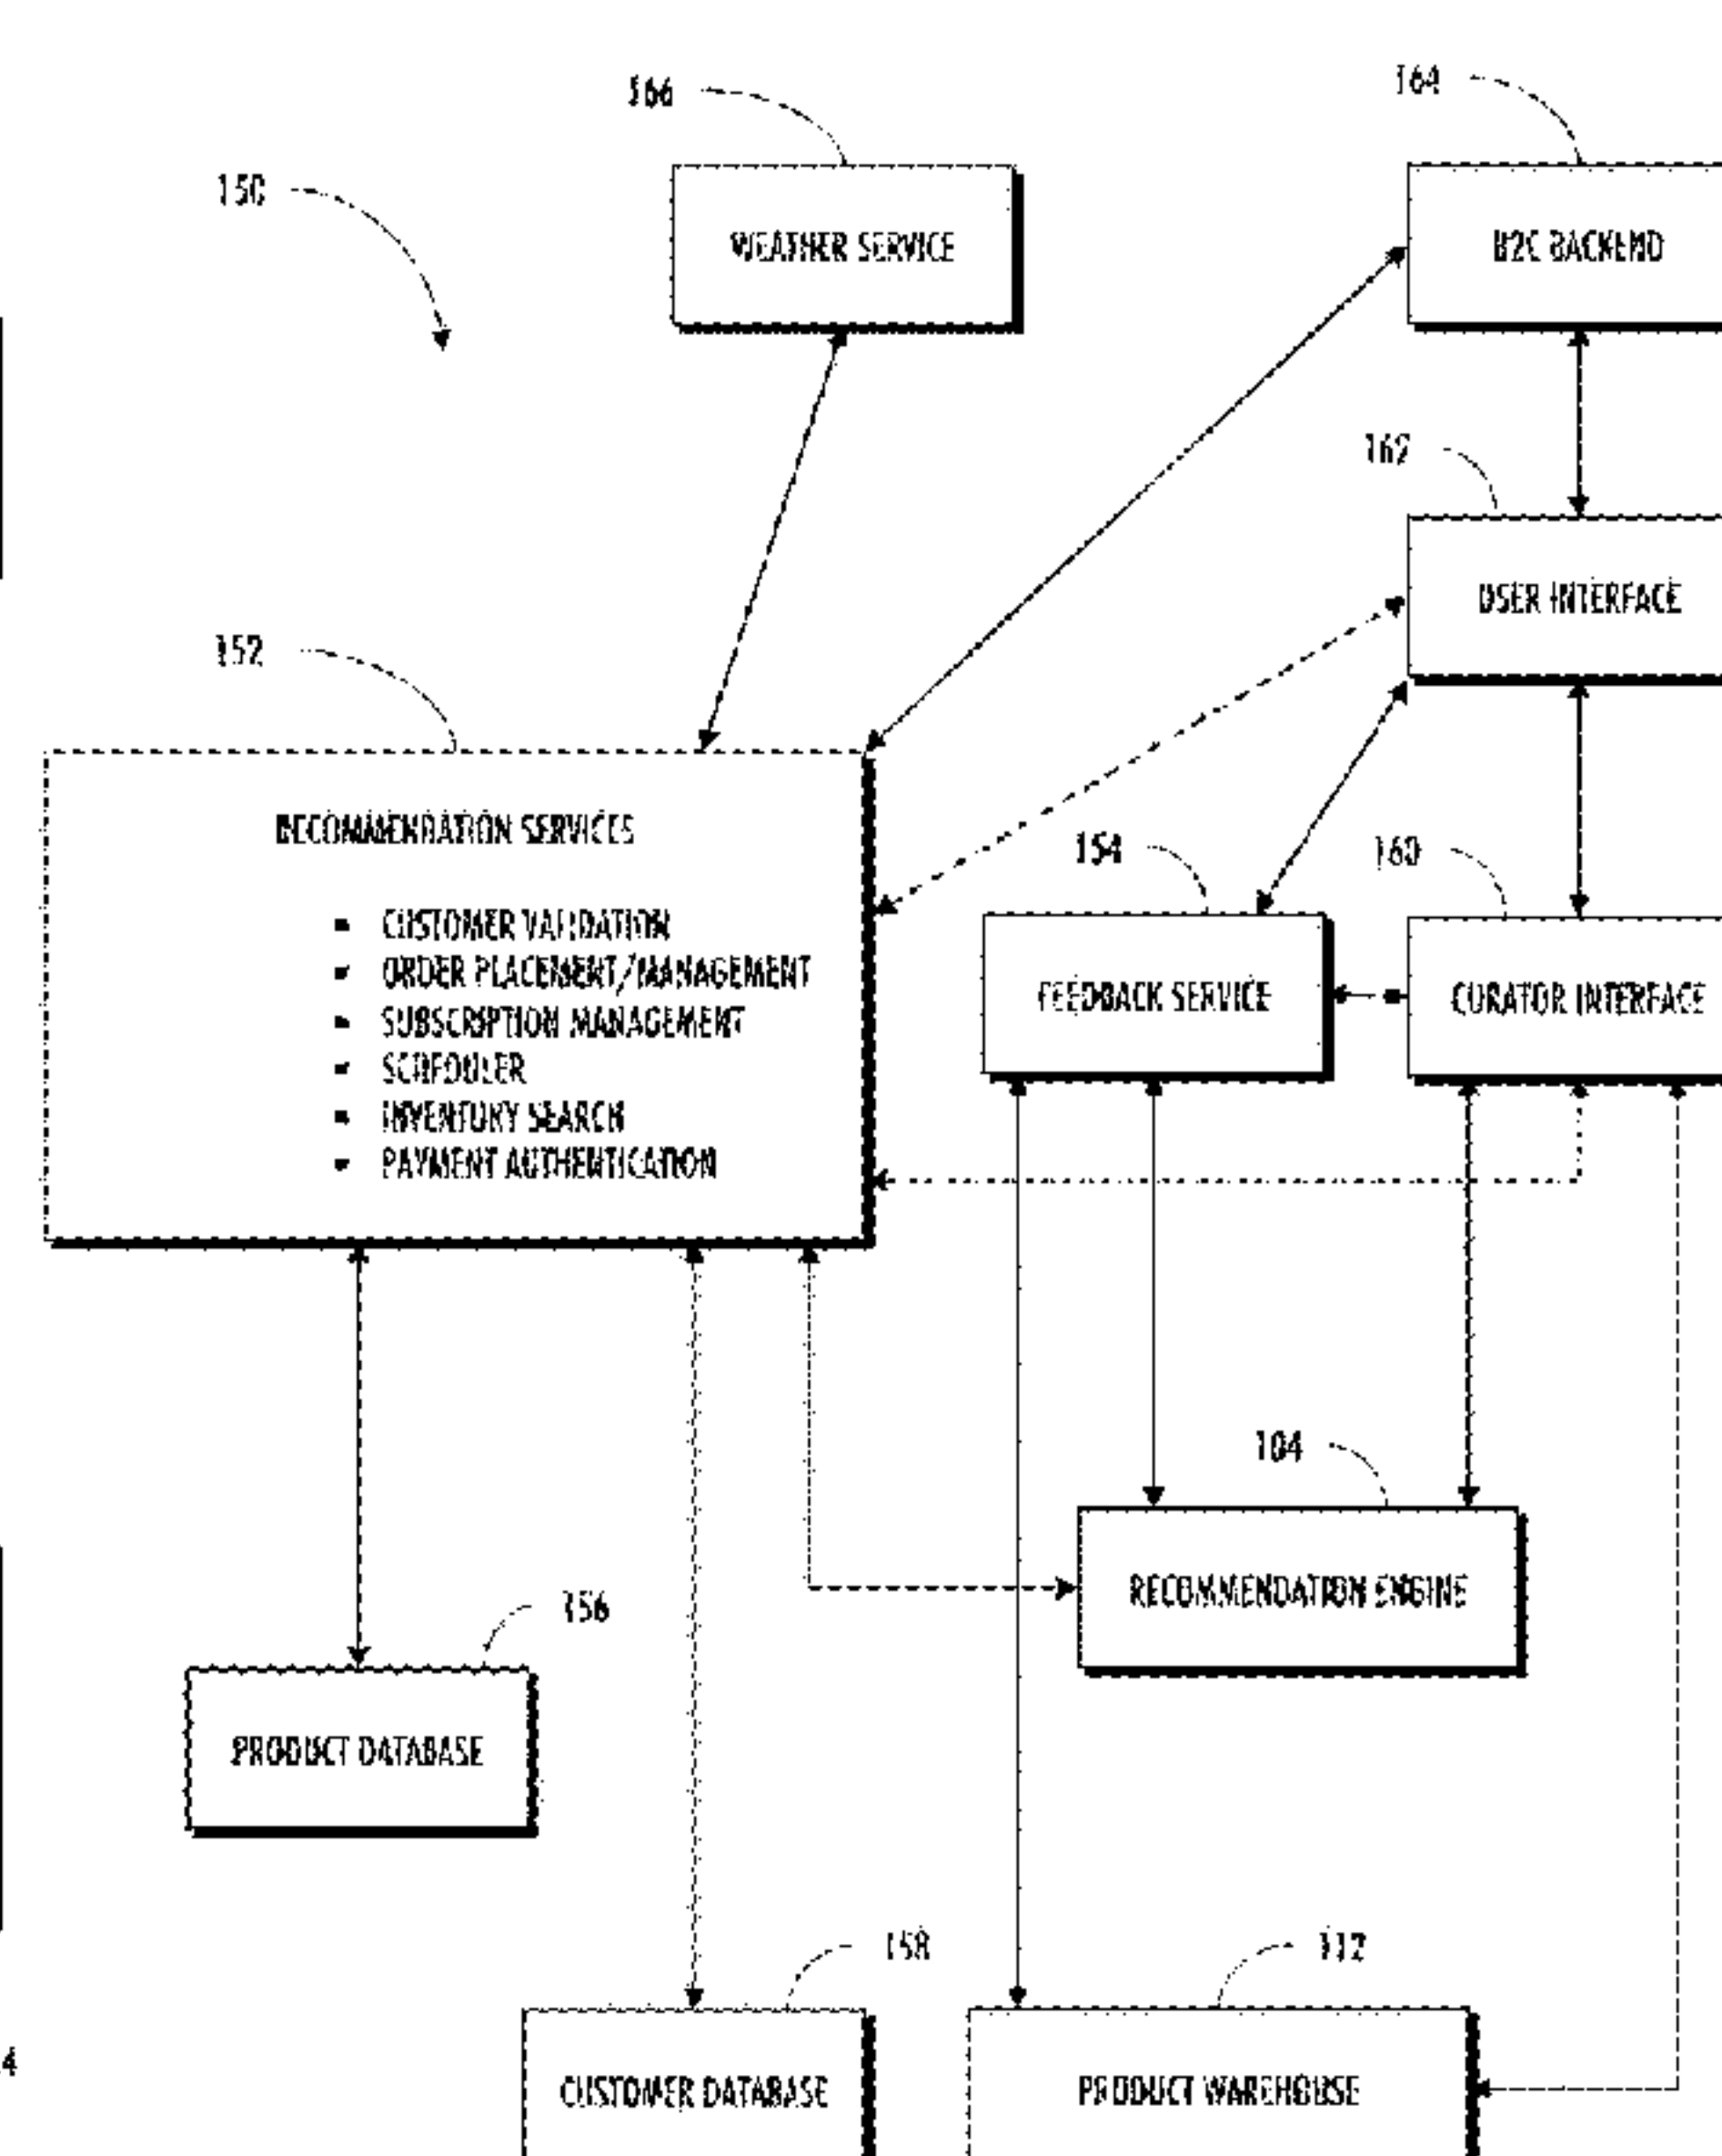 166
164
150
WEATHER SERVICE
B2C BACKEND
162
USER INTERFACE
152
RECOMMENDATION SERVICES
154
160
CUSTOMER VALIDATION
ORDER PLACEMENT/MANAGEMENT
FEEDBACK SERVICE
CURATOR INTERFACE
SUBSCRIPTION MANAGEMENT
SCHEDULER
INVENTORY SEARCH
PAYMENT AUTHENTICATION
104
RECOMMENDATION ENGINE
156
PRODUCT DATABASE
158
112
4
CUSTOMER DATABASE
PRODUCT WAREHOUSE